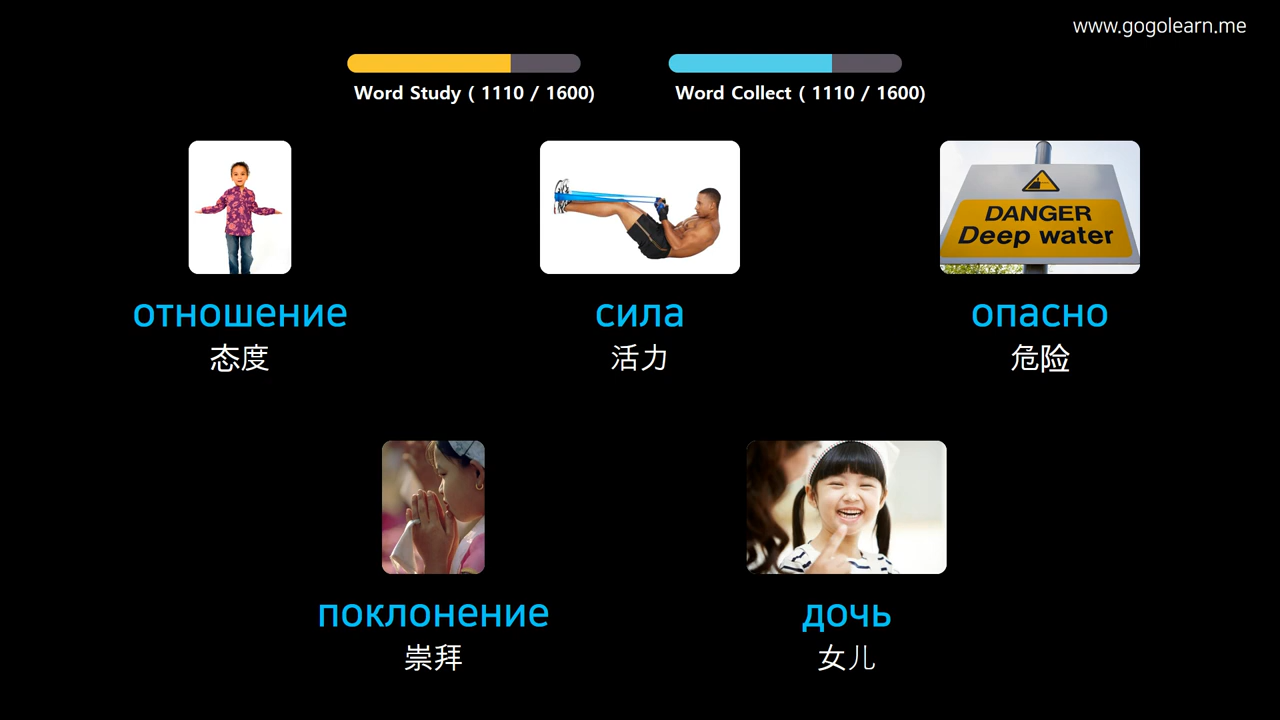 www.gogolearn.me
Word Study ( 1110 / 1600)
Word Collect ( 1110 / 1600)
DANGER
Deep water
отношение
сила
опасно
态度
活力
危险
поклонение
дочь
崇拜
女儿